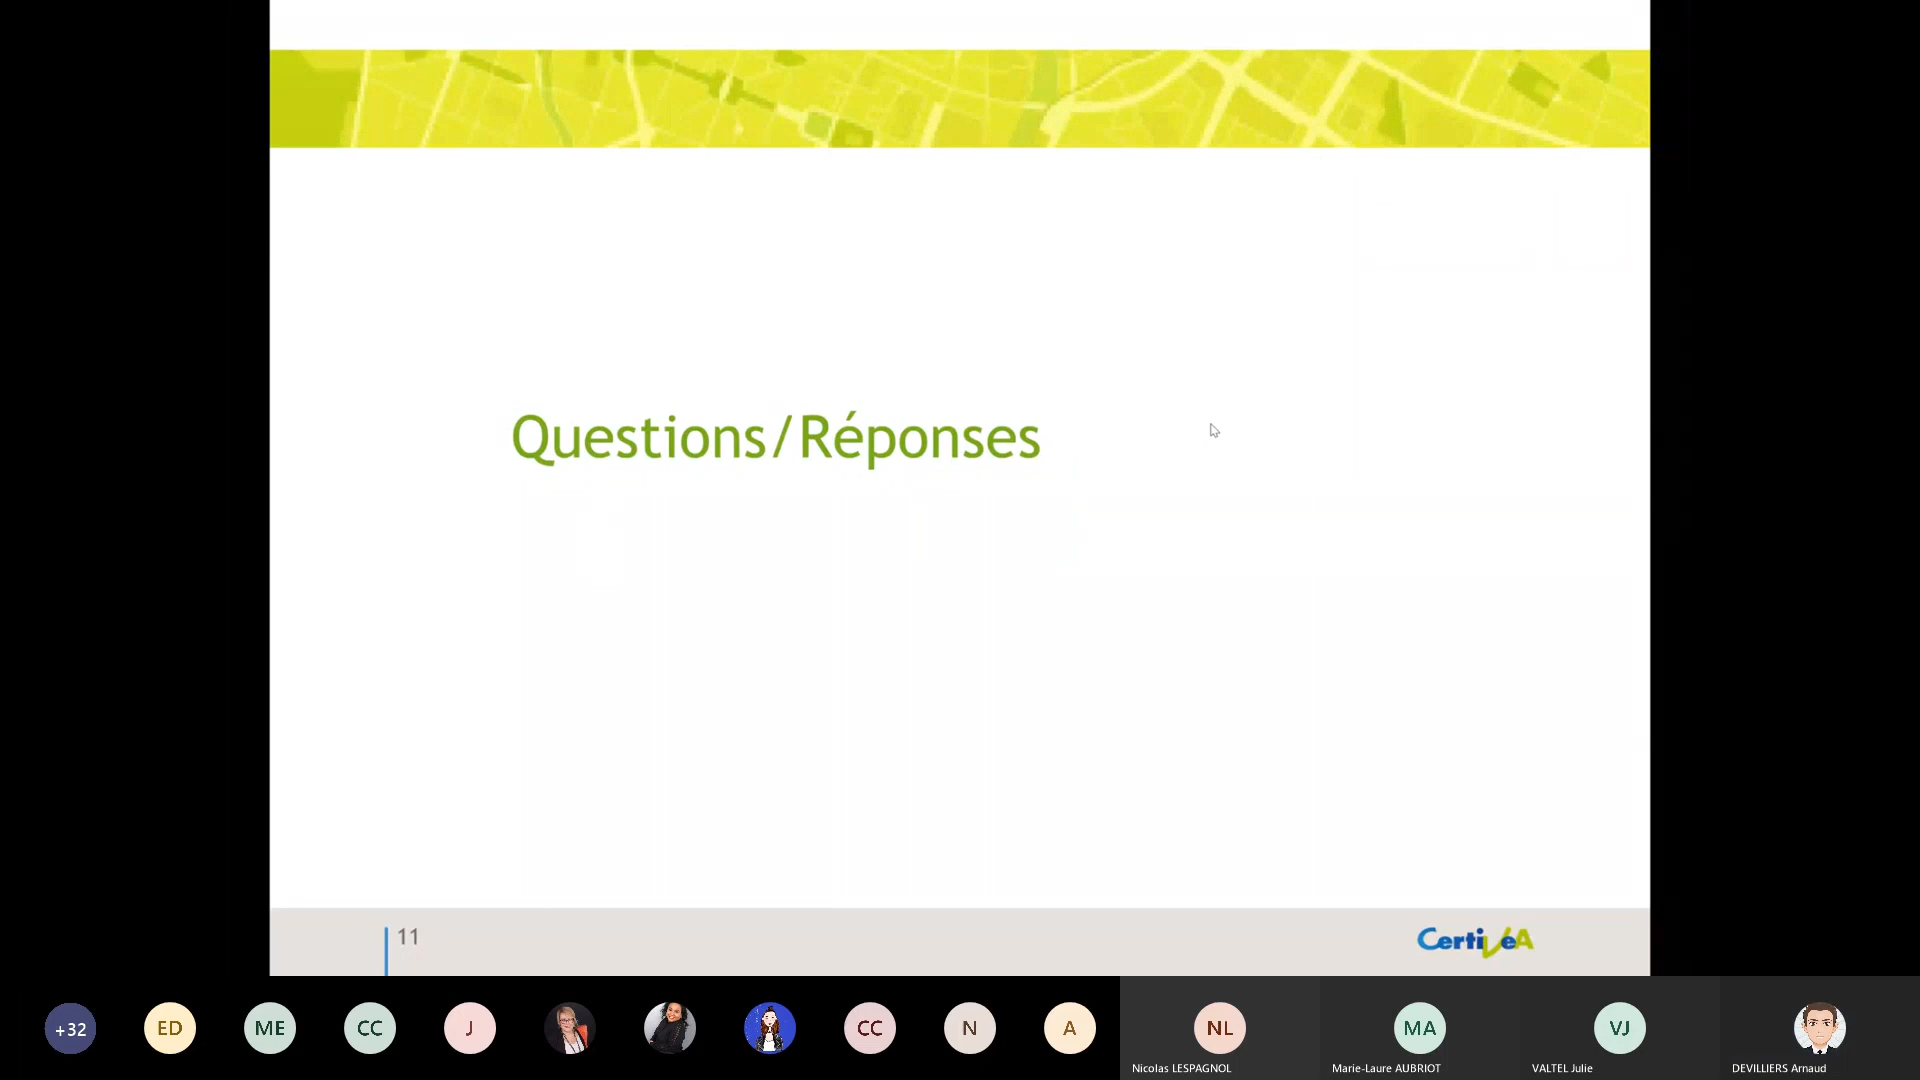 Questions/Réponses
11
CertiVeA
+32
ED
ME
CC
J
CC
N
A
NL
MA
VJ
Nicolas LESPAGNOL
Marie-Laure AUBRIOT
VALTEL Julie
DEVILLIERS Arnaud